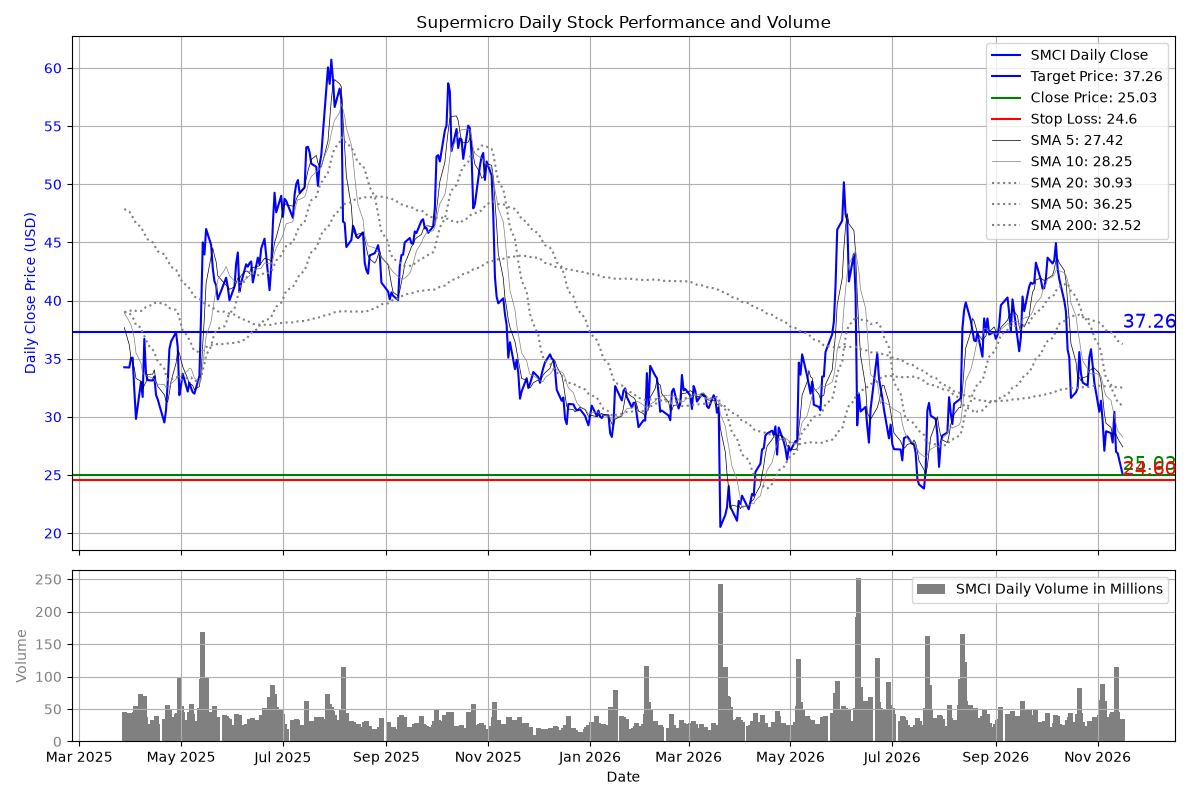 Supermicro Daily Stock Performance and Volume
60
55
50
45
40
35
30
25
20
Daily Close Price (USD)
SMCI Daily Close
Target Price: 37.26
Close Price: 25.03
Stop Loss: 24.6
SMA 5: 27.42
SMA 10: 28.25
SMA 20: 30.93
SMA 50: 36.25
SMA 200: 32.52
37.26
25.03
24.60
250
200
150
100
50
0
Volume
SMCI Daily Volume in Millions
Mar 2025 May 2025 Jul 2025 Sep 2025 Nov 2025 Jan 2026 Mar 2026 May 2026 Jul 2026 Sep 2026 Nov 2026
Date